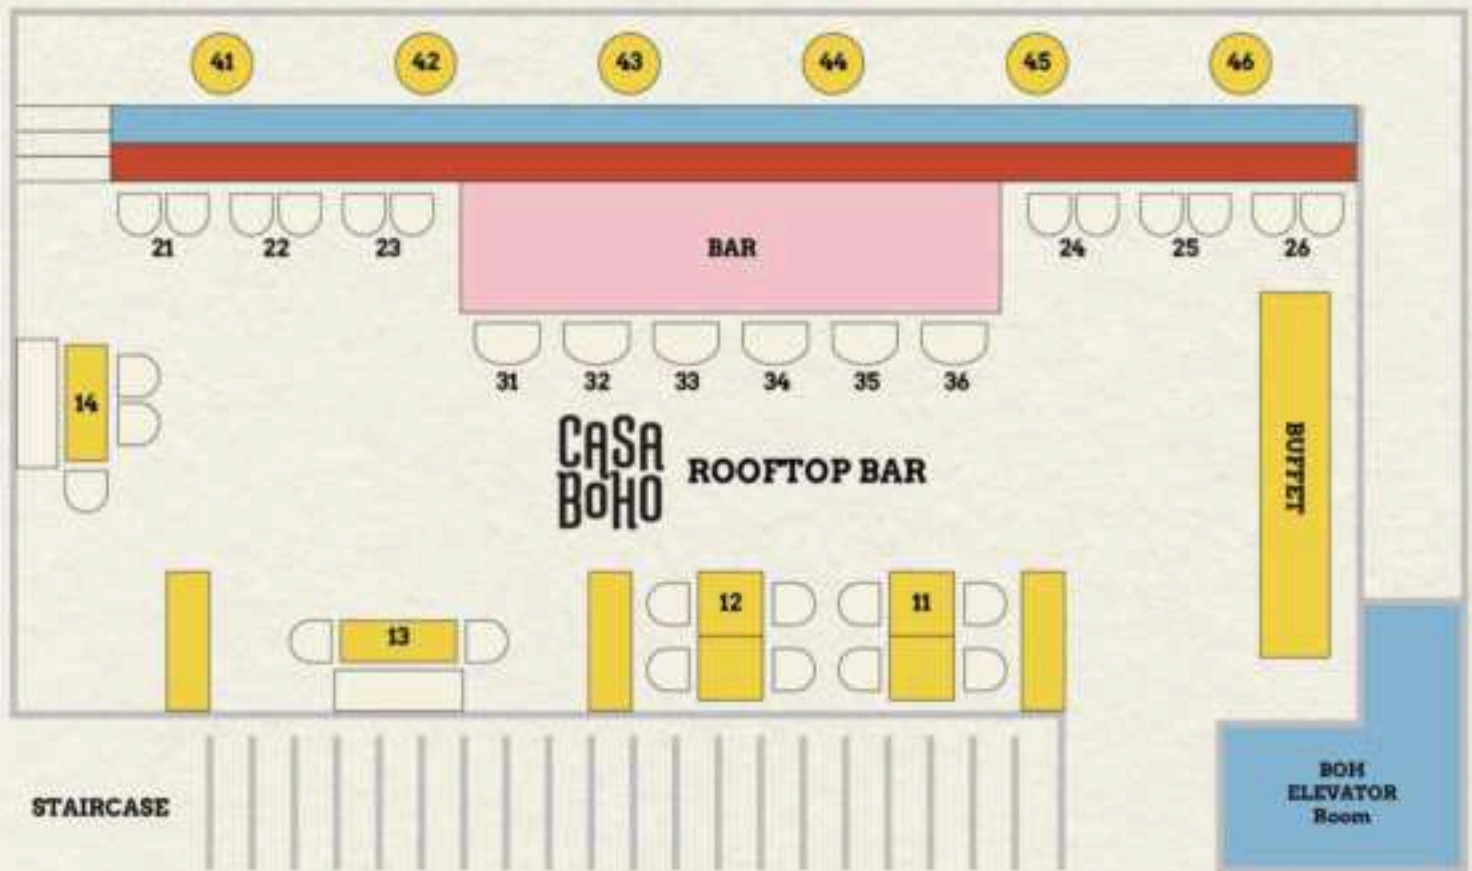 41 42 43 44 45 46
21 22 23 BAR 24 25 26
31 32 33 34 35 36
14
CASA
BOHO
ROOFTOP BAR
BUFFET
12 11
13
STAIRCASE
BOH
ELEVATOR
Room